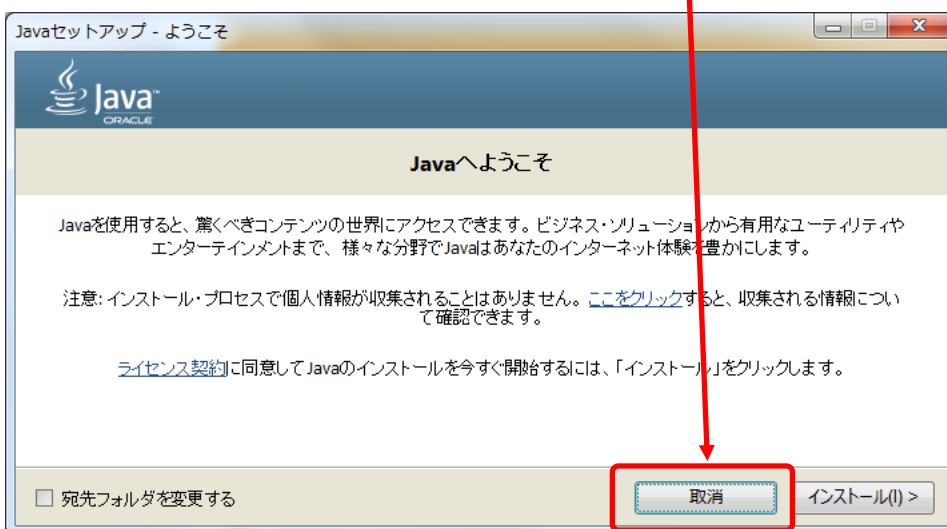 Javaセットアップ - ようこそ
Java™
ORACLE
Javaへようこそ
Javaを使用すると、驚くべきコンテンツの世界にアクセスできます。ビジネス・ソリューションから有用なユーティリティや
エンターテインメントまで、様々な分野でJavaはあなたのインターネット体験を豊かにします。
注意: インストール・プロセスで個人情報が収集されることはありません。ここをクリックすると、収集される情報につい
て確認できます。
ライセンス契約に同意してJavaのインストールを今すぐ開始するには、「インストール」をクリックします。
宛先フォルダを変更する
取消
インストール(I) >